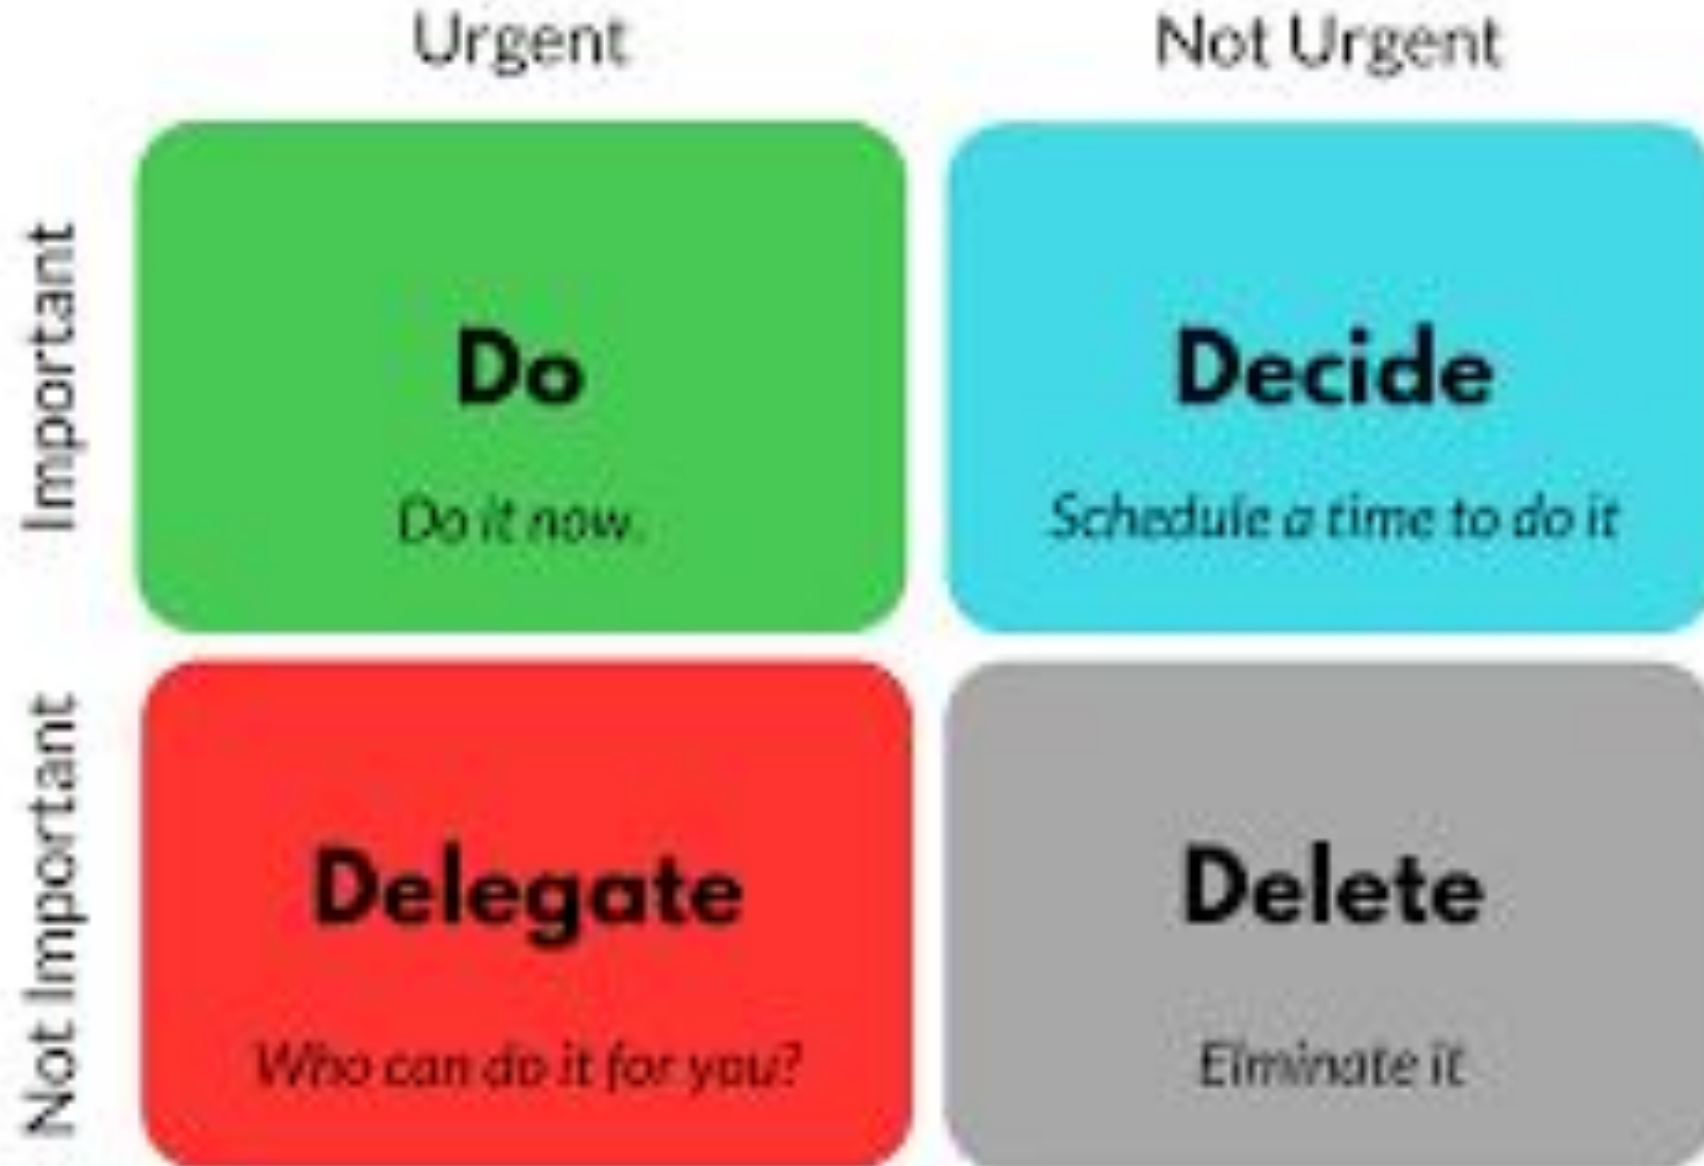 Urgent
Not Urgent
Important
Do
Do it now.
Decide
Schedule a time to do it
Not Important
Delegate
Who can do it for you?
Delete
Elminate it